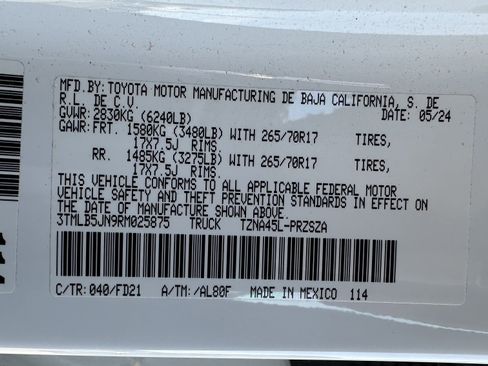 MFD.BY:TOYOTA MOTOR MANUFACTURING DE BAJA CALIFORNIA, S. DE
R.L. DE C.V.
GVWR: 2830KG (6240LB) DATE: 05/24
GAWR: FRT. 1580KG (3480LB) WITH 265/70R17 TIRES,
17X7.5J RIMS.
RR. 1485KG (3275LB) WITH 265/70R17 TIRES,
17X7.5J RIMS.
THIS VEHICLE CONFORMS TO ALL APPLICABLE FEDERAL MOTOR
VEHICLE SAFETY AND THEFT PREVENTION STANDARDS IN EFFECT ON
THE DATE OF MANUFACTURE SHOWN ABOVE.
3TMLB5JN9RM025875 TRUCK TZNA45L-PRZSZA
C/TR: 040/FD21 A/TM: /AL80F MADE IN MEXICO 114